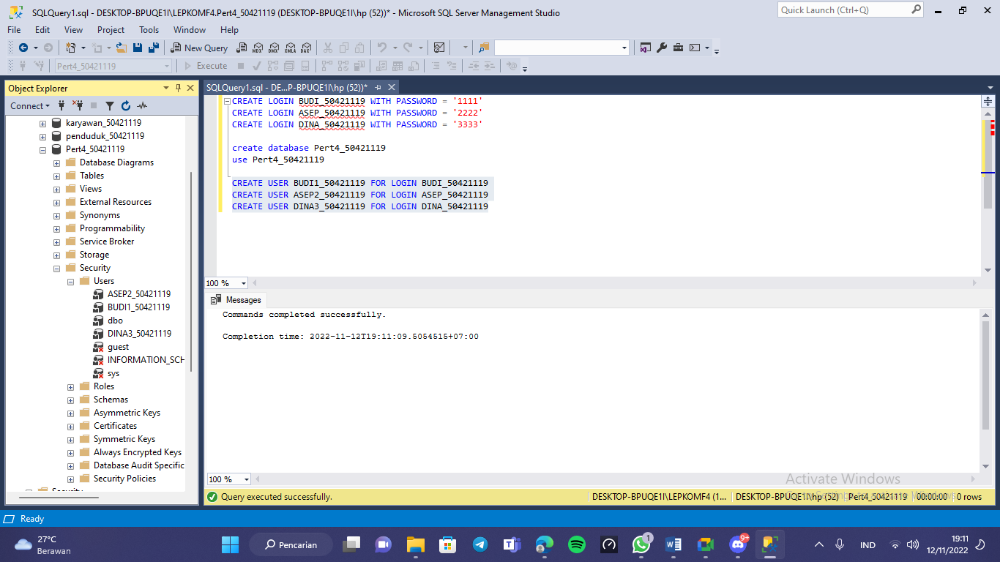 SQLQuery1.sql - DESKTOP-BPUQE1I\LEPKOMF4.Pert4_50421119 (DESKTOP-BPUQE1I\hp (52))* - Microsoft SQL Server Management Studio
Quick Launch (Ctrl+Q)
File Edit View Project Tools Window Help
New Query MDX DMX XMLA DAX
Pert4_50421119 Execute
Object Explorer
Connect
karyawan_50421119
penduduk_50421119
Pert4_50421119
Database Diagrams
Tables
Views
External Resources
Synonyms
Programmability
Service Broker
Storage
Security
Users
ASEP2_50421119
BUDI1_50421119
dbo
DINA3_50421119
guest
INFORMATION_SCH
sys
Roles
Schemas
Asymmetric Keys
Certificates
Symmetric Keys
Always Encrypted Keys
Database Audit Specific
Security Policies
Security
SQLQuery1.sql - DE...P-BPUQE1I\hp (52))*
CREATE LOGIN BUDI_50421119 WITH PASSWORD = '1111'
CREATE LOGIN ASEP_50421119 WITH PASSWORD = '2222'
CREATE LOGIN DINA_50421119 WITH PASSWORD = '3333'
create database Pert4_50421119
use Pert4_50421119
CREATE USER BUDI1_50421119 FOR LOGIN BUDI_50421119
CREATE USER ASEP2_50421119 FOR LOGIN ASEP_50421119
CREATE USER DINA3_50421119 FOR LOGIN DINA_50421119
100 %
Messages
Commands completed successfully.
Completion time: 2022-11-12T19:11:09.5054515+07:00
100 %
Activate Windows
Query executed successfully. DESKTOP-BPUQE1I\LEPKOMF4 (1... DESKTOP-BPUQE1I\hp (52) Pert4_50421119 00:00:00 0 rows
Ready
27°C
Berawan
Pencarian
1
9+
IND
19:11
12/11/2022